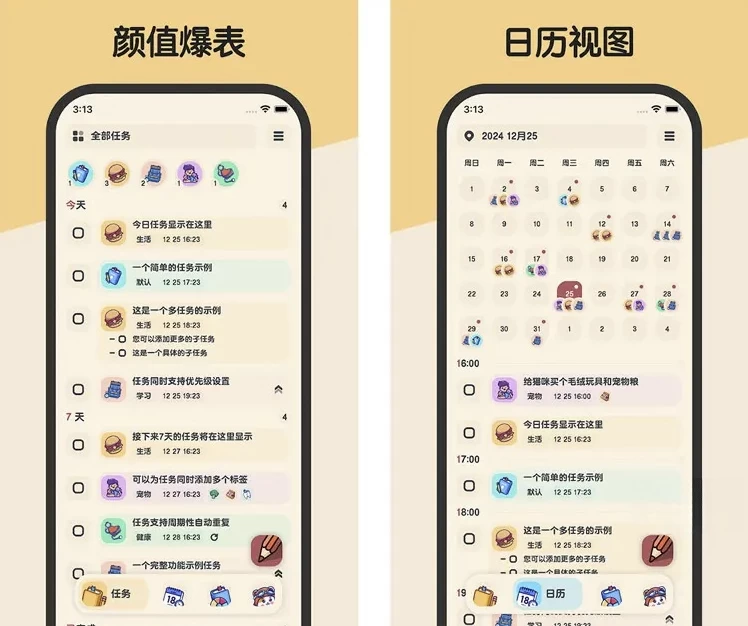 颜值爆表
3:13
全部任务
1
3
2
1
1
今天
4
今日任务显示在这里
生活 12 25 16:23
一个简单的任务示例
默认 12 25 17:23
这是一个多任务的示例
生活 12 25 18:23
您可以添加更多的子任务
这是一个具体的子任务
任务同时支持优先级设置
学习 12 25 19:23
7 天
4
接下来7天的任务将在这里显示
生活 12 26 16:23
可以为任务同时添加多个标签
宠物 12 27 16:23
任务支持周期性自动重复
健康 12 28 16:23
一个完整功能示例任务
任务
18
日历视图
3:13
2024 12月25
周日 周一 周二 周三 周四 周五 周六
1 2 3 4 5 6 7
8 9 10 11 12 13 14
15 16 17 18 19 20 21
22 23 24 25 26 27 28
29 30 31 1 2 3 4
16:00
给猫咪买个毛绒玩具和宠物粮
宠物 12 25 16:00
今日任务显示在这里
生活 12 25 16:23
17:00
一个简单的任务示例
默认 12 25 17:23
18:00
这是一个多任务的示例
生活 12 25 18:23
您可以添加更多的子任务
这是一个具体的子任务
19
18
日历